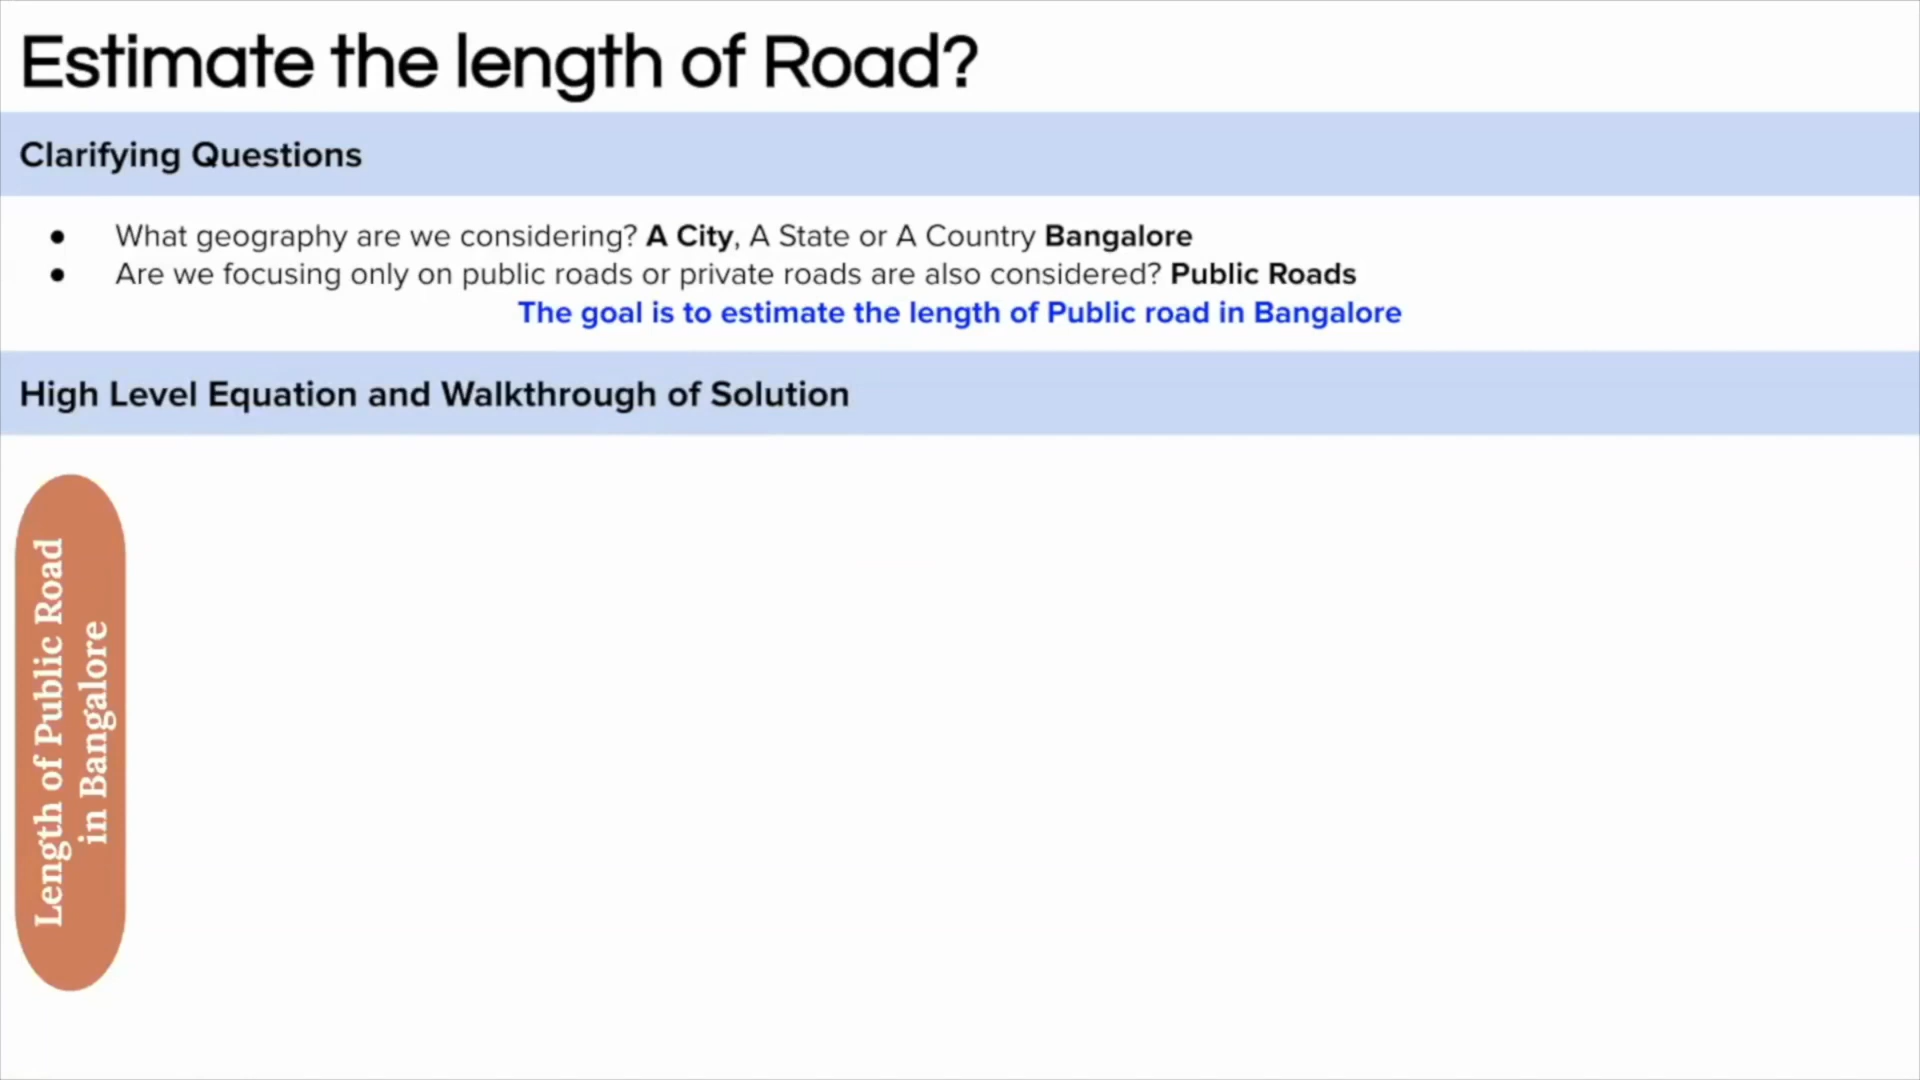 Estimate the length of Road?
Clarifying Questions
● What geography are we considering? A City, A State or A Country Bangalore
● Are we focusing only on public roads or private roads are also considered? Public Roads
The goal is to estimate the length of Public road in Bangalore
High Level Equation and Walkthrough of Solution
Length of Public Road
in Bangalore